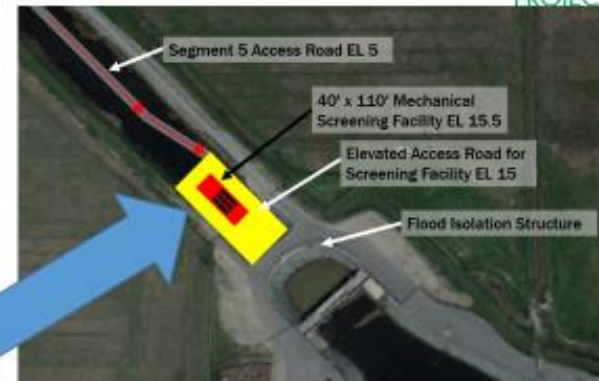 PROJECT
Segment 5 Access Road EL 5
40' x 110' Mechanical
Screening Facility EL 15.5
Elevated Access Road for
Screening Facility EL 15
Flood Isolation Structure